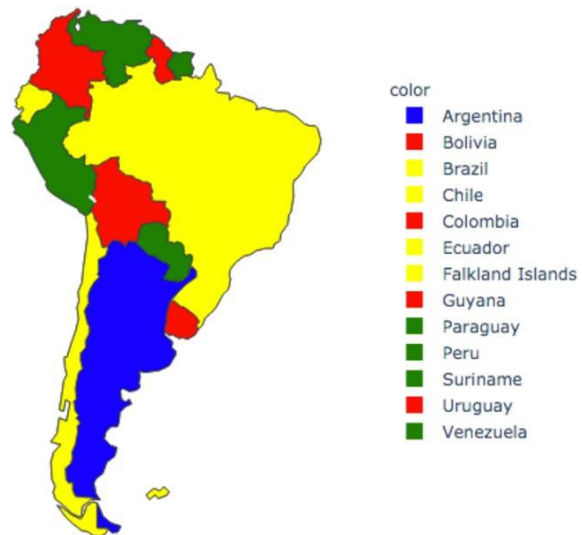 color
Argentina
Bolivia
Brazil
Chile
Colombia
Ecuador
Falkland Islands
Guyana
Paraguay
Peru
Suriname
Uruguay
Venezuela